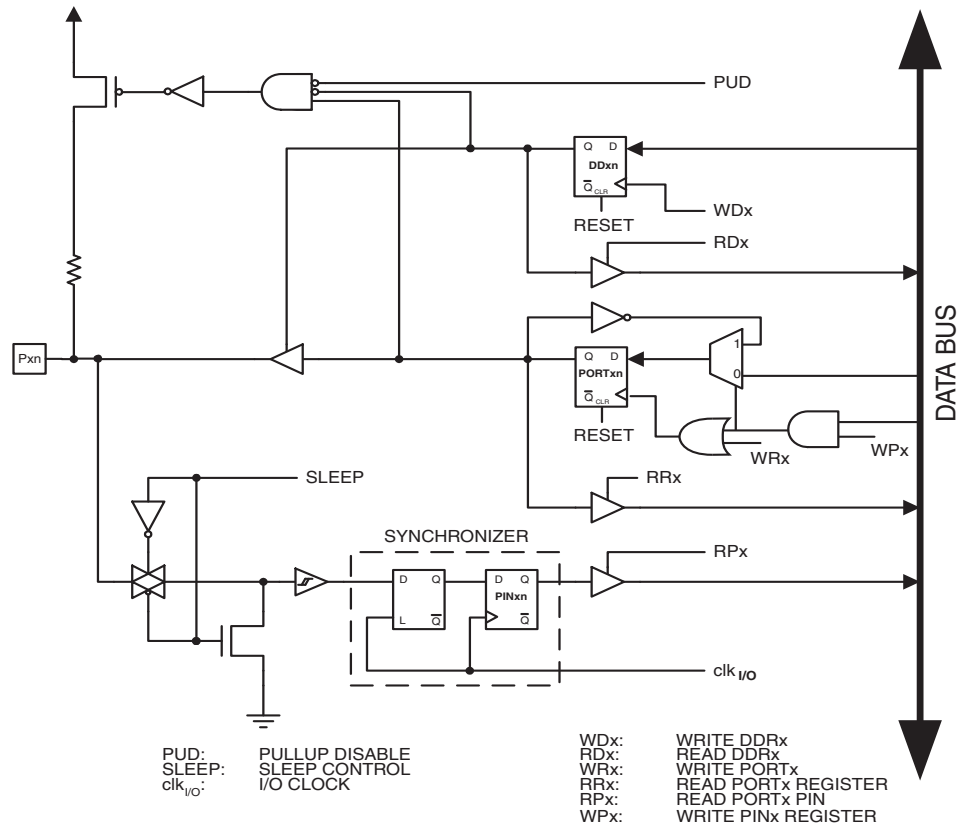 PUD
Q D
DDxn
Q CLR
WDx
RESET
RDx
Pxn
1
0
Q D
PORTxn
Q CLR
RESET
WRx
WPx
DATA BUS
SLEEP
RRx
SYNCHRONIZER
RPx
D Q
L Q
D Q
PINxn
Q
clk I/O
PUD: PULLUP DISABLE
SLEEP: SLEEP CONTROL
clk I/O: I/O CLOCK
WDx: WRITE DDRx
RDx: READ DDRx
WRx: WRITE PORTx
RRx: READ PORTx REGISTER
RPx: READ PORTx PIN
WPx: WRITE PINx REGISTER